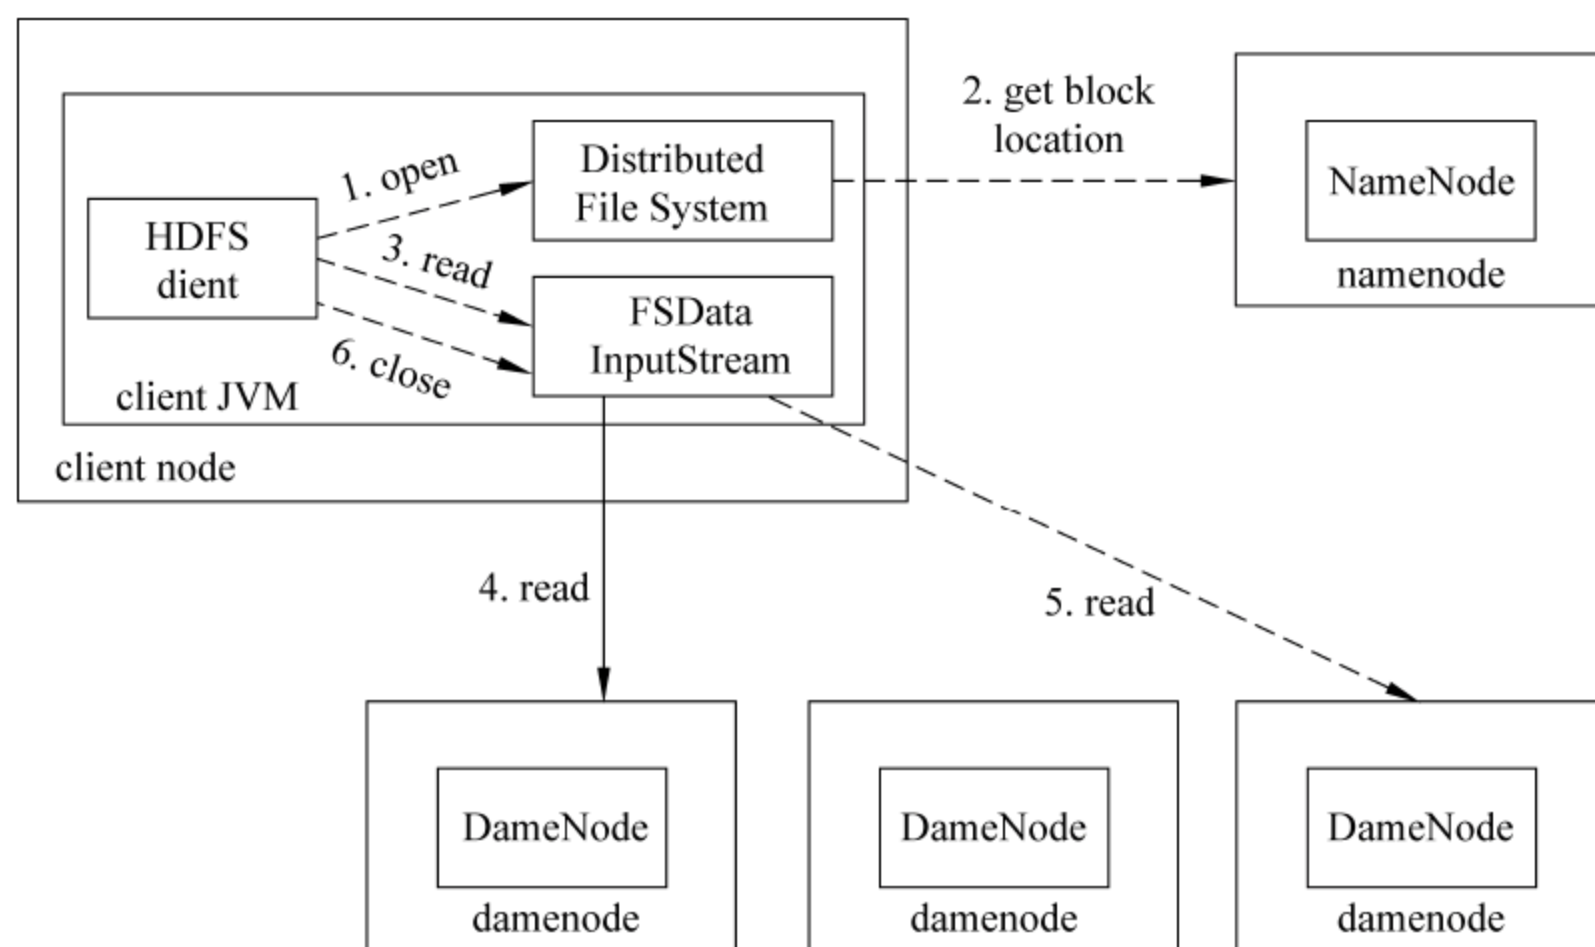 1. open
Distributed
File System
2. get block
location
NameNode
namenode
HDFS
dient
3. read
FSData
InputStream
6. close
client JVM
client node
4. read
5. read
DameNode
damenode
DameNode
damenode
DameNode
damenode